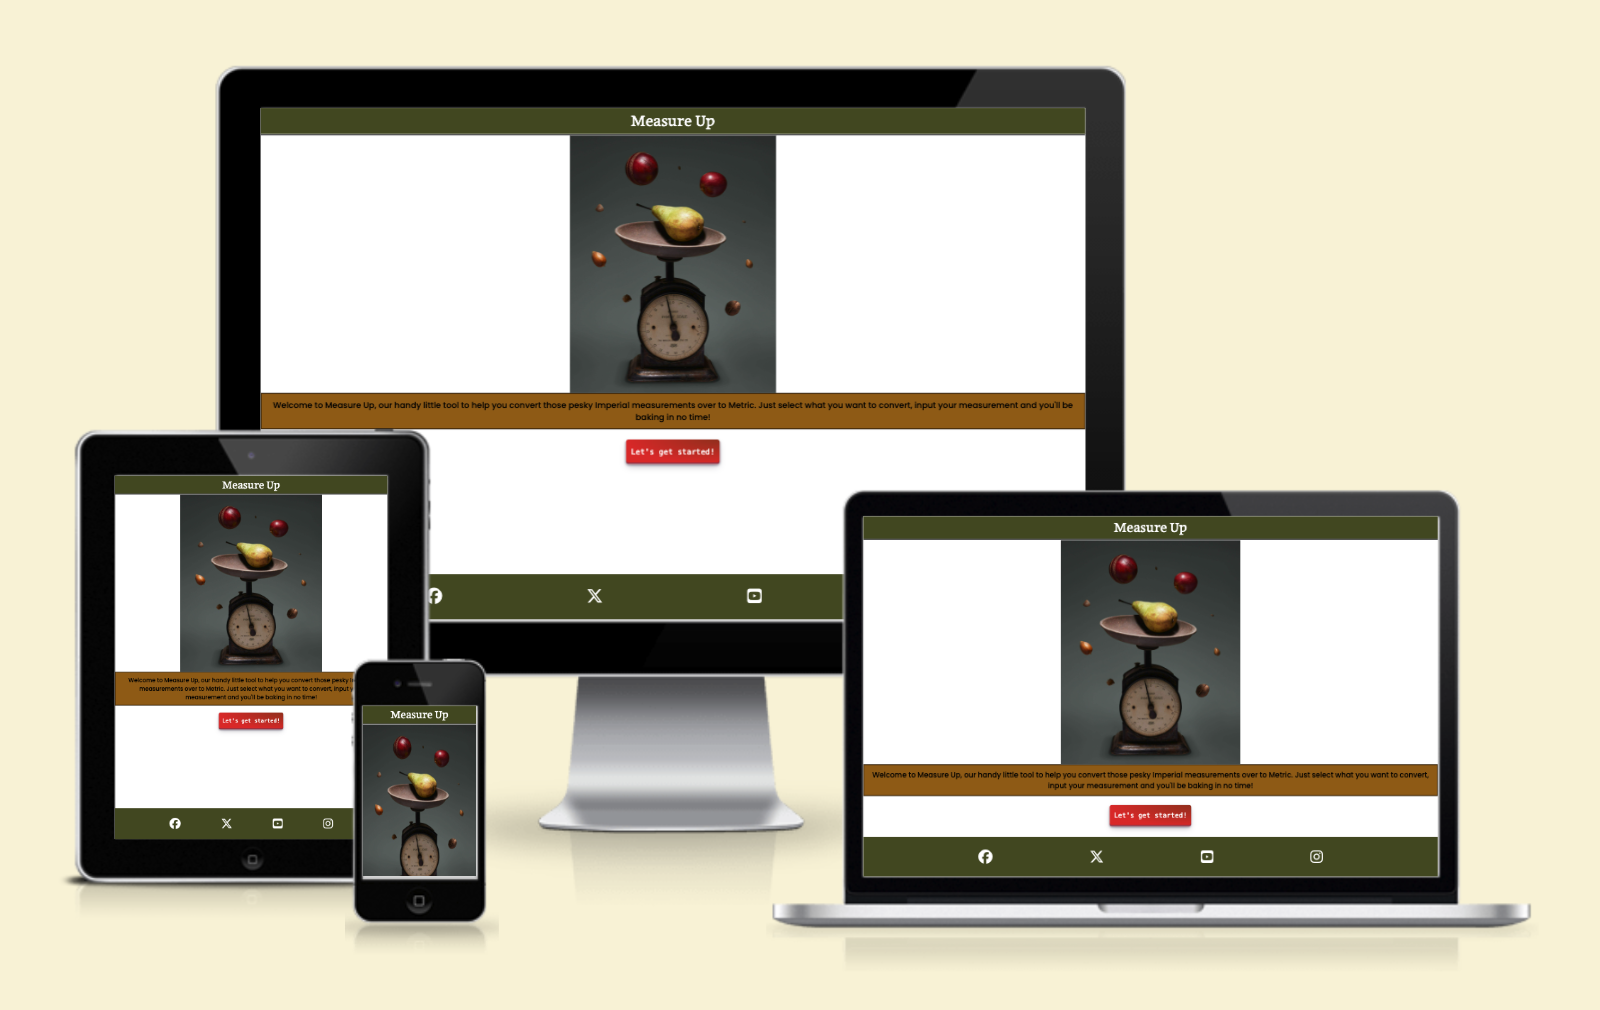 Measure Up
Welcome to Measure Up, our handy little tool to help you convert those pesky Imperial measurements over to Metric. Just select what you want to convert, input your measurement and you'll be
baking in no time!
Let's get started!
Measure Up
Welcome to Measure Up, our handy little tool to help you convert those pesky
measurements over to Metric. Just select what you want to convert, input
measurement and you'll be baking in no time!
Let's get started!
Measure Up
Measure Up
Welcome to Measure Up, our handy little tool to help you convert those pesky Imperial measurements over to Metric. Just select what you want to convert,
input your measurement and you'll be baking in no time!
Let's get started!